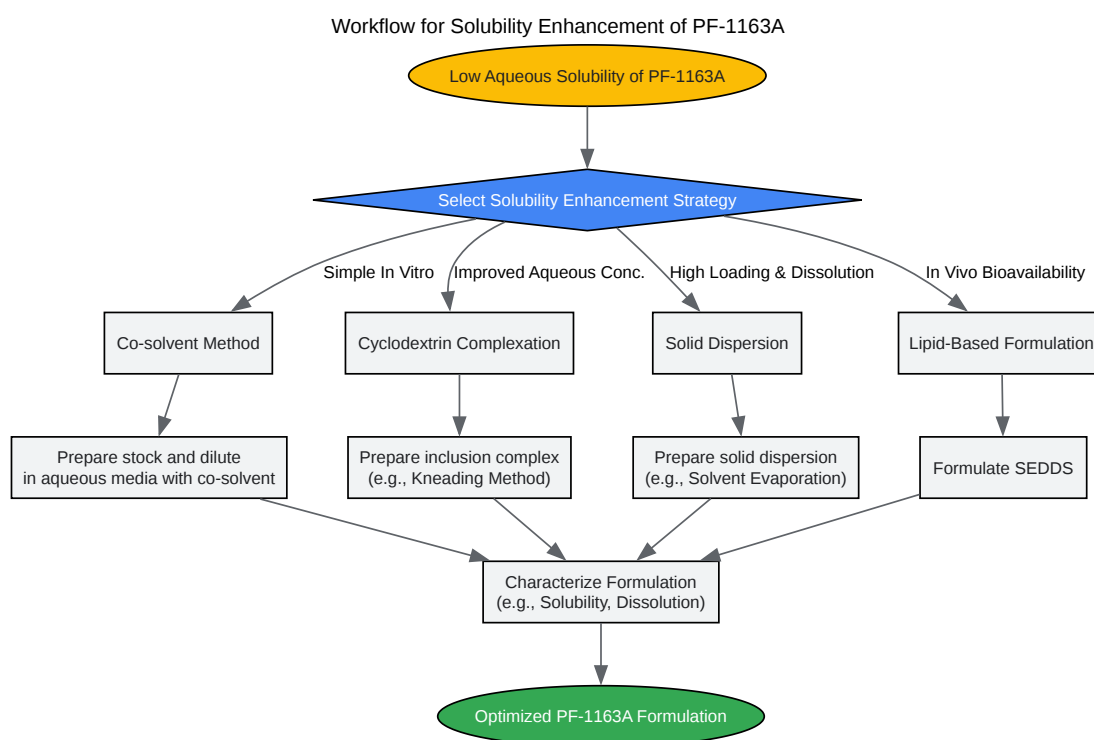 Workflow for Solubility Enhancement of PF-1163A
Low Aqueous Solubility of PF-1163A
Select Solubility Enhancement Strategy
Simple In Vitro
Improved Aqueous Conc.
High Loading & Dissolution
In Vivo Bioavailability
Co-solvent Method
Cyclodextrin Complexation
Solid Dispersion
Lipid-Based Formulation
Prepare stock and dilute
in aqueous media with co-solvent
Prepare inclusion complex
(e.g., Kneading Method)
Prepare solid dispersion
(e.g., Solvent Evaporation)
Formulate SEDDS
Characterize Formulation
(e.g., Solubility, Dissolution)
Optimized PF-1163A Formulation